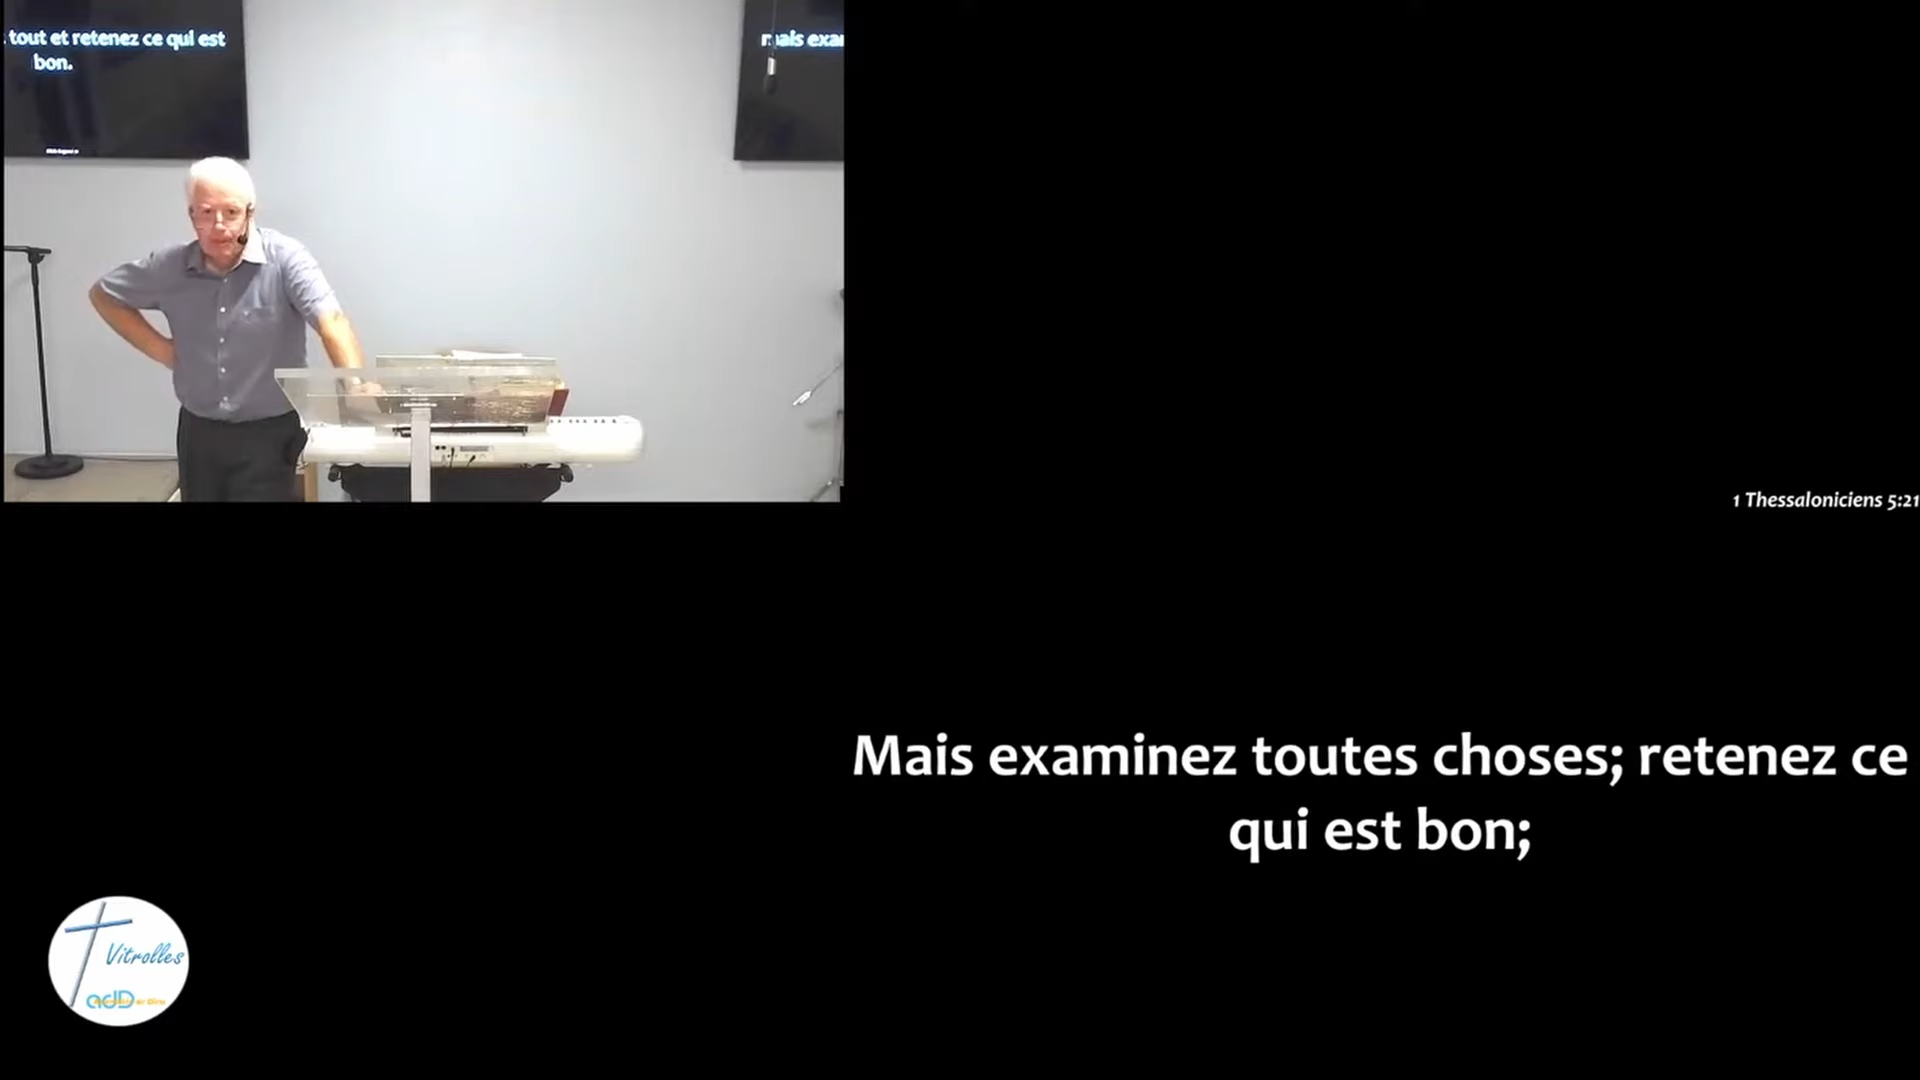 tout et retenez ce qui est
bon.
mais exa
1 Thessaloniciens 5:21
Mais examinez toutes choses; retenez ce
qui est bon;
Vitrolles
adD